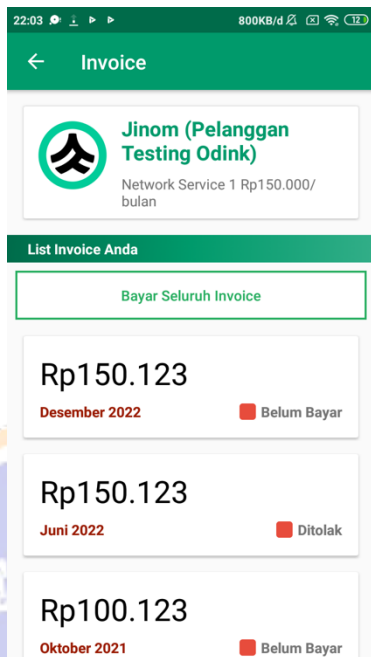 22:03 800KB/d 12
Invoice
Jinom (Pelanggan
Testing Odink)
Network Service 1 Rp150.000/
bulan
List Invoice Anda
Bayar Seluruh Invoice
Rp150.123
Desember 2022 Belum Bayar
Rp150.123
Juni 2022 Ditolak
Rp100.123
Oktober 2021 Belum Bayar